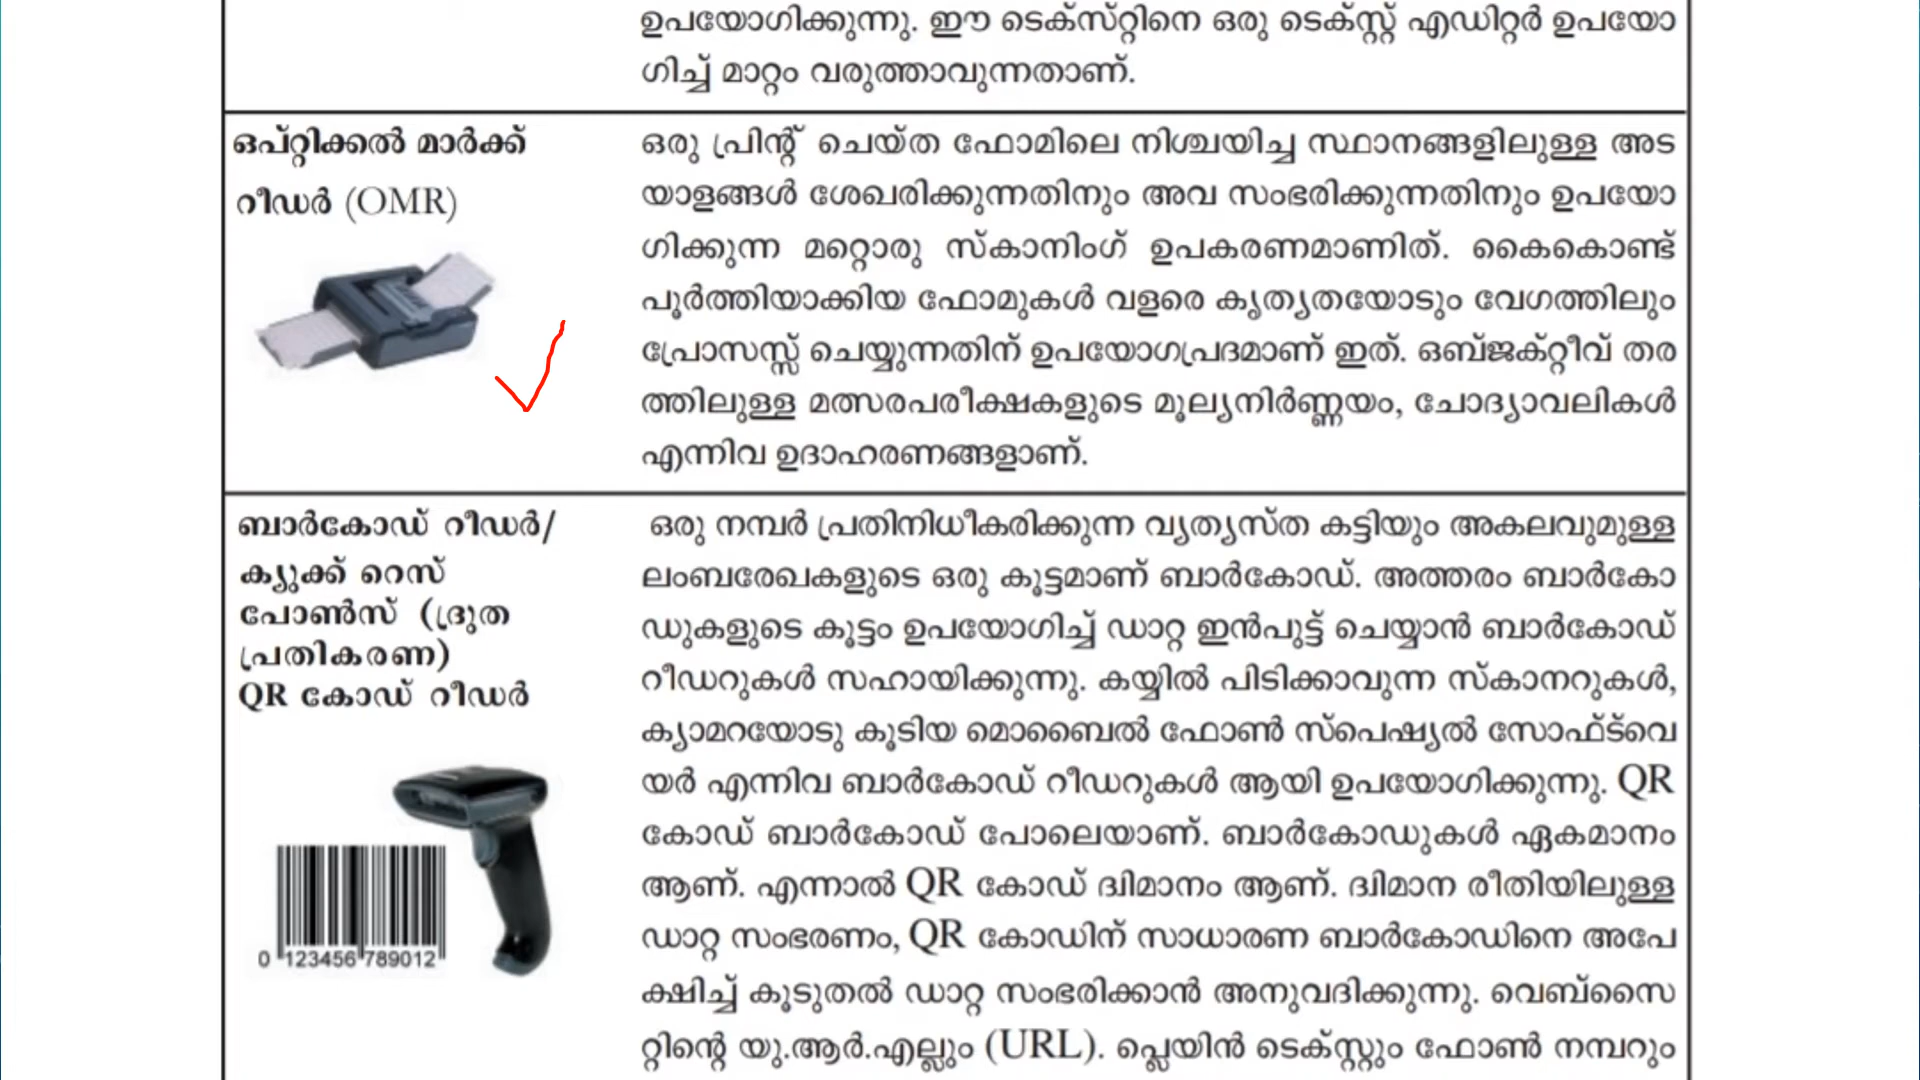 ഉപയോഗിക്കുന്നു. ഈ ടെക്സ്റ്റിനെ ഒരു ടെക്സ്റ്റ് എഡിറ്റർ ഉപയോ
ഗിച്ച് മാറ്റം വരുത്താവുന്നതാണ്.
ഒപ്റ്റിക്കൽ മാർക്ക്
റീഡർ (OMR)
ഒരു പ്രിന്റ് ചെയ്ത ഫോമിലെ നിശ്ചയിച്ച സ്ഥാനങ്ങളിലുള്ള അട
യാളങ്ങൾ ശേഖരിക്കുന്നതിനും അവ സംഭരിക്കുന്നതിനും ഉപയോ
ഗിക്കുന്ന മറ്റൊരു സ്കാനിംഗ് ഉപകരണമാണിത്. കൈകൊണ്ട്
പൂർത്തിയാക്കിയ ഫോമുകൾ വളരെ കൃത്യതയോടും വേഗത്തിലും
പ്രോസസ്സ് ചെയ്യുന്നതിന് ഉപയോഗപ്രദമാണ് ഇത്. ഒബ്ജക്റ്റീവ് തര
ത്തിലുള്ള മത്സരപരീക്ഷകളുടെ മൂല്യനിർണ്ണയം, ചോദ്യാവലികൾ
എന്നിവ ഉദാഹരണങ്ങളാണ്.
ബാർകോഡ് റീഡർ/
ക്യുക്ക് റെസ്
പോൺസ് (ദ്രുത
പ്രതികരണ)
QR കോഡ് റീഡർ
0 123456 789012
ഒരു നമ്പർ പ്രതിനിധീകരിക്കുന്ന വ്യത്യസ്ത കട്ടിയും അകലവുമുള്ള
ലംബരേഖകളുടെ ഒരു കൂട്ടമാണ് ബാർകോഡ്. അത്തരം ബാർകോ
ഡുകളുടെ കൂട്ടം ഉപയോഗിച്ച് ഡാറ്റ ഇൻപുട്ട് ചെയ്യാൻ ബാർകോഡ്
റീഡറുകൾ സഹായിക്കുന്നു. കയ്യിൽ പിടിക്കാവുന്ന സ്കാനറുകൾ,
ക്യാമറയോടു കൂടിയ മൊബൈൽ ഫോൺ സ്പെഷ്യൽ സോഫ്ട്‌വെ
യർ എന്നിവ ബാർകോഡ് റീഡറുകൾ ആയി ഉപയോഗിക്കുന്നു. QR
കോഡ് ബാർകോഡ് പോലെയാണ്. ബാർകോഡുകൾ ഏകമാനം
ആണ്. എന്നാൽ QR കോഡ് ദ്വിമാനം ആണ്. ദ്വിമാന രീതിയിലുള്ള
ഡാറ്റ സംഭരണം, QR കോഡിന് സാധാരണ ബാർകോഡിനെ അപേ
ക്ഷിച്ച് കൂടുതൽ ഡാറ്റ സംഭരിക്കാൻ അനുവദിക്കുന്നു. വെബ്സൈ
റ്റിന്റെ യു.ആർ.എല്ലും (URL). പ്ലെയിൻ ടെക്സ്റ്റും ഫോൺ നമ്പറും